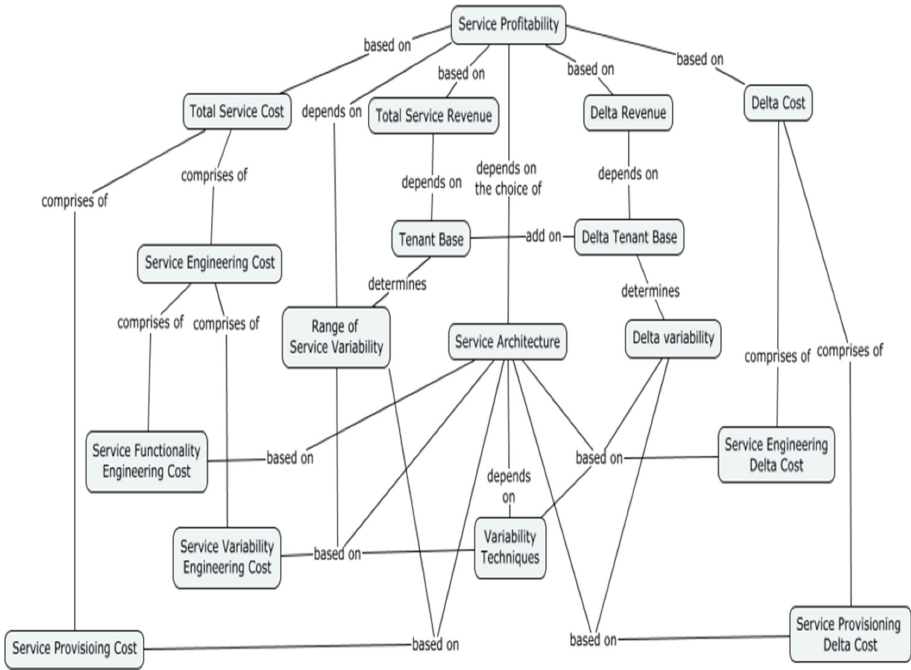 Service Profitability
based on
based on
based on
based on
Total Service Cost
depends on
Total Service Revenue
Delta Revenue
Delta Cost
comprises of
comprises of
depends on
depends on
the choice of
depends on
Tenant Base
add on
Delta Tenant Base
Service Engineering Cost
determines
determines
comprises of
comprises of
Range of
Service Variability
Service Architecture
Delta variability
comprises of
comprises of
Service Functionality
Engineering Cost
based on
based on
Service Engineering
Delta Cost
depends
on
Service Variability
Engineering Cost
based on
Variability
Techniques
Service Provisioing Cost
based on
based on
Service Provisioning
Delta Cost